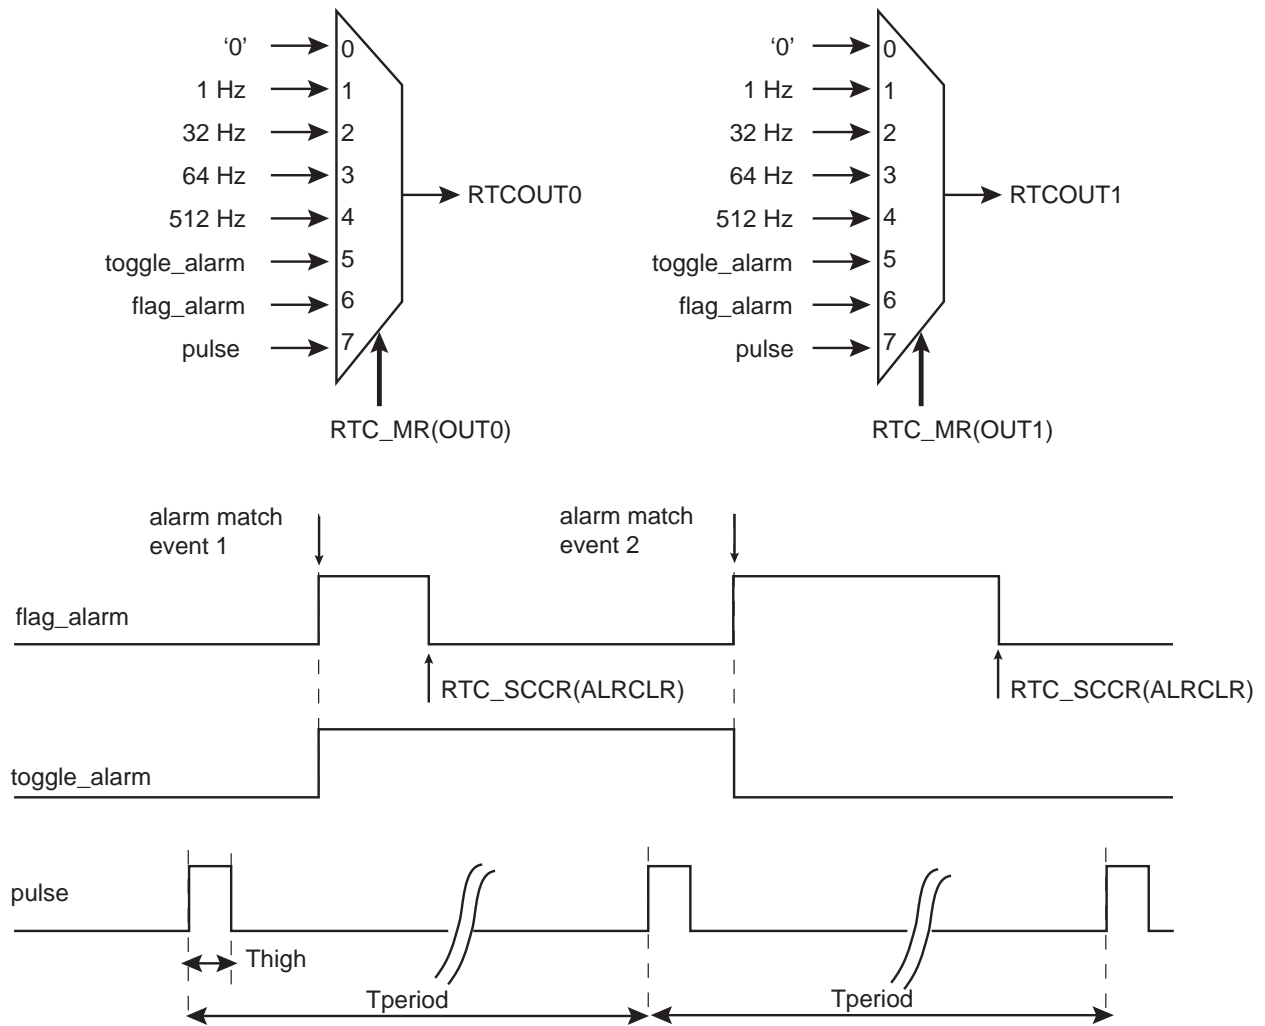 ‘0’
0
1 Hz
1
32 Hz
2
64 Hz
3
512 Hz
4
toggle_alarm
5
flag_alarm
6
pulse
7
RTCOUT0
RTC_MR(OUT0)
‘0’
0
1 Hz
1
32 Hz
2
64 Hz
3
512 Hz
4
toggle_alarm
5
flag_alarm
6
pulse
7
RTCOUT1
RTC_MR(OUT1)
alarm match
event 1
alarm match
event 2
flag_alarm
RTC_SCCR(ALRCLR)
RTC_SCCR(ALRCLR)
toggle_alarm
pulse
Thigh
Tperiod
Tperiod